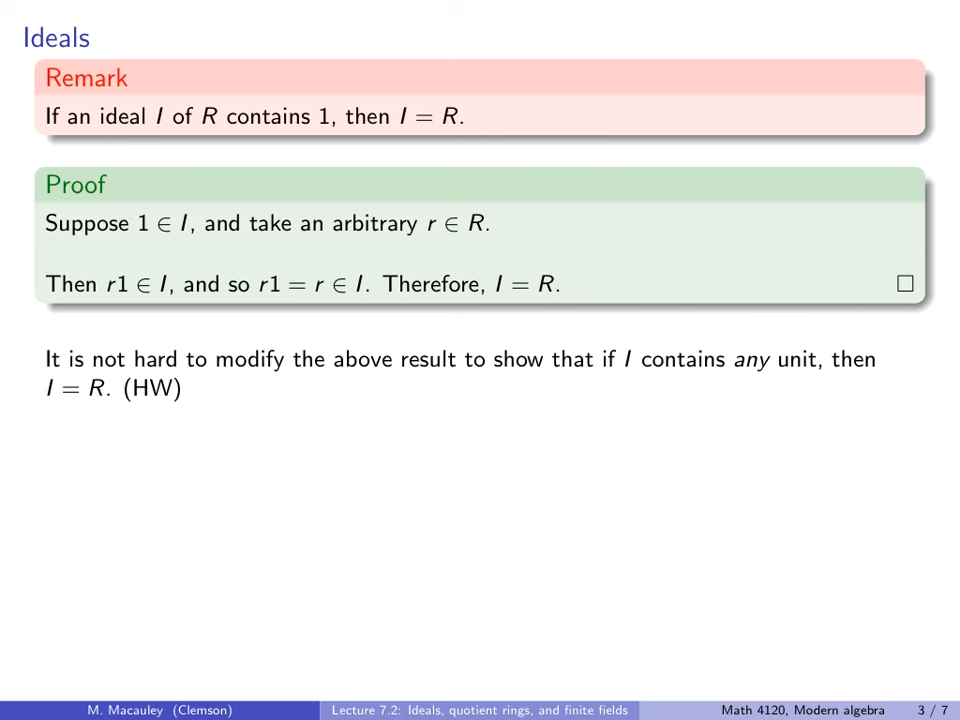 Ideals
Remark
If an ideal I of R contains 1, then I = R.
Proof
Suppose 1 ∈ I, and take an arbitrary r ∈ R.
Then r1 ∈ I, and so r1 = r ∈ I. Therefore, I = R. □
It is not hard to modify the above result to show that if I contains any unit, then
I = R. (HW)
M. Macauley (Clemson) Lecture 7.2: Ideals, quotient rings, and finite fields Math 4120, Modern algebra 3 / 7